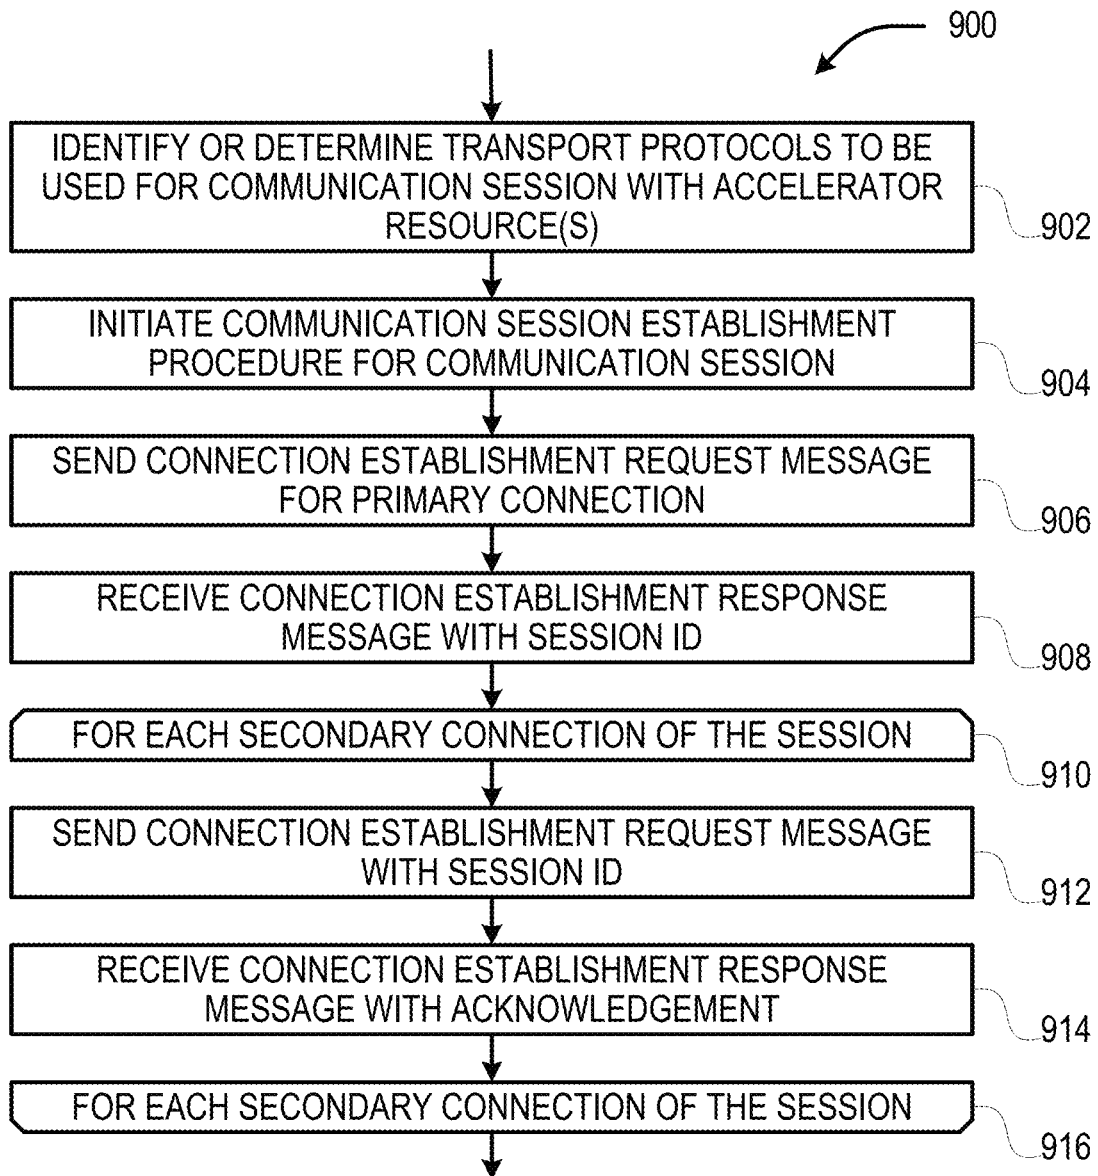 900
IDENTIFY OR DETERMINE TRANSPORT PROTOCOLS TO BE
USED FOR COMMUNICATION SESSION WITH ACCELERATOR
RESOURCE(S)
902
INITIATE COMMUNICATION SESSION ESTABLISHMENT
PROCEDURE FOR COMMUNICATION SESSION
904
SEND CONNECTION ESTABLISHMENT REQUEST MESSAGE
FOR PRIMARY CONNECTION
906
RECEIVE CONNECTION ESTABLISHMENT RESPONSE
MESSAGE WITH SESSION ID
908
FOR EACH SECONDARY CONNECTION OF THE SESSION
910
SEND CONNECTION ESTABLISHMENT REQUEST MESSAGE
WITH SESSION ID
912
RECEIVE CONNECTION ESTABLISHMENT RESPONSE
MESSAGE WITH ACKNOWLEDGEMENT
914
FOR EACH SECONDARY CONNECTION OF THE SESSION
916